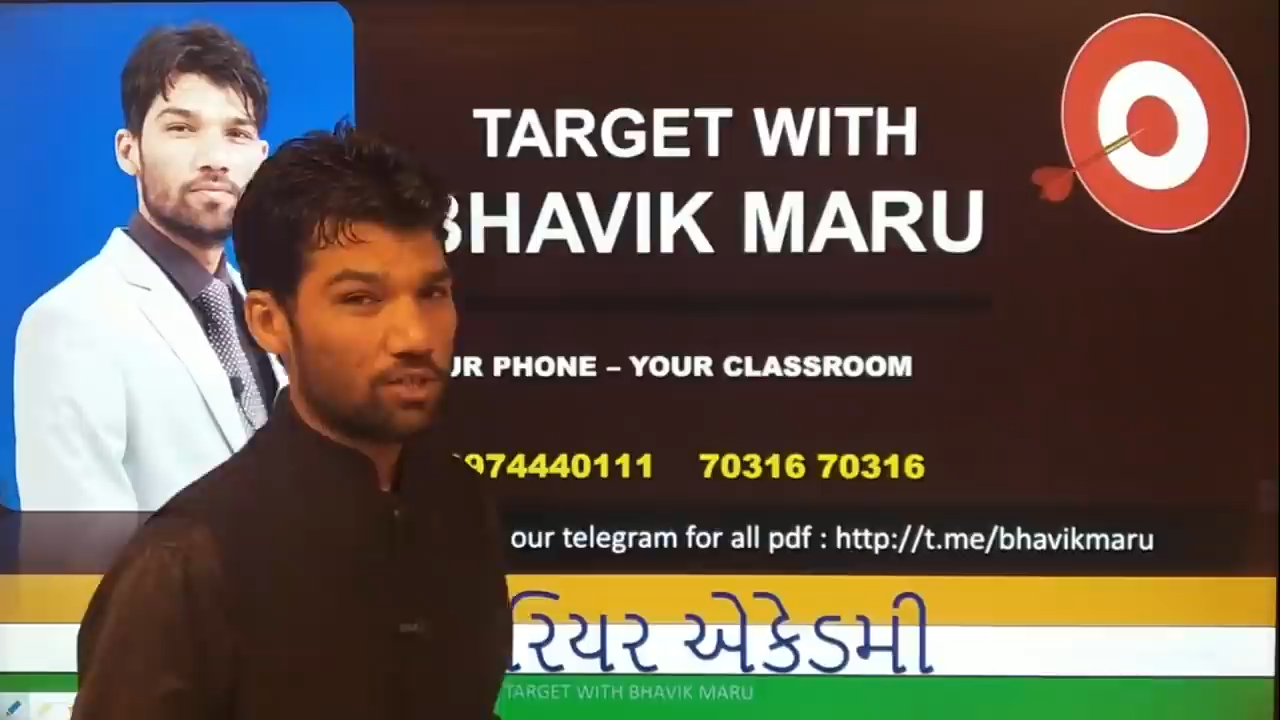 TARGET WITH
BHAVIK MARU
UR PHONE – YOUR CLASSROOM
974440111 70316 70316
our telegram for all pdf : http://t.me/bhavikmaru
રિયર એકેડમી
TARGET WITH BHAVIK MARU